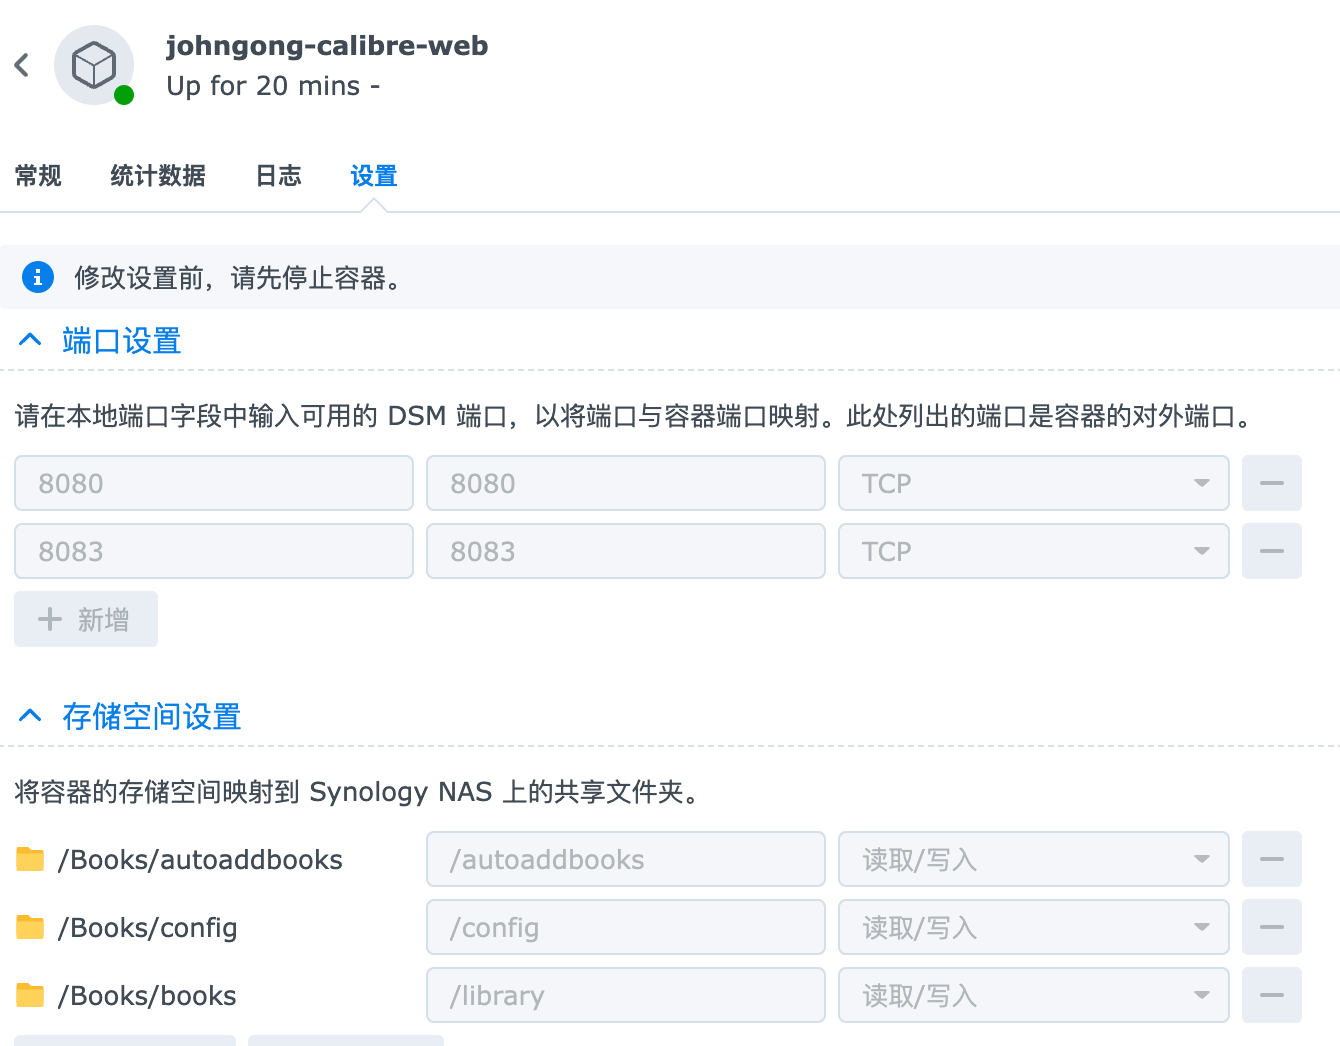 johngong-calibre-web
Up for 20 mins -
常规 统计数据 日志 设置
修改设置前，请先停止容器。
端口设置
请在本地端口字段中输入可用的 DSM 端口，以将端口与容器端口映射。此处列出的端口是容器的对外端口。
8080 8080 TCP
8083 8083 TCP
新增
存储空间设置
将容器的存储空间映射到 Synology NAS 上的共享文件夹。
/Books/autoaddbooks /autoaddbooks 读取/写入
/Books/config /config 读取/写入
/Books/books /library 读取/写入